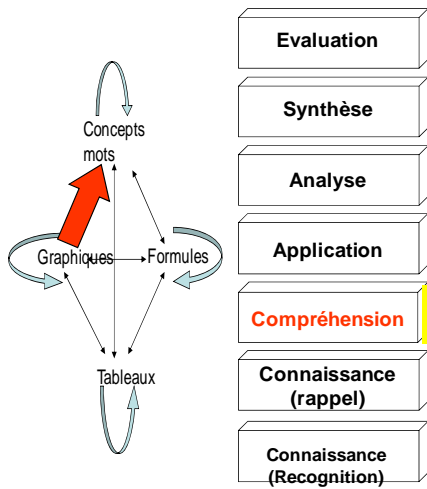 Concepts
mots
Graphiques
Formules
Tableaux
Evaluation
Synthèse
Analyse
Application
Compréhension
Connaissance
(rappel)
Connaissance
(Recognition)